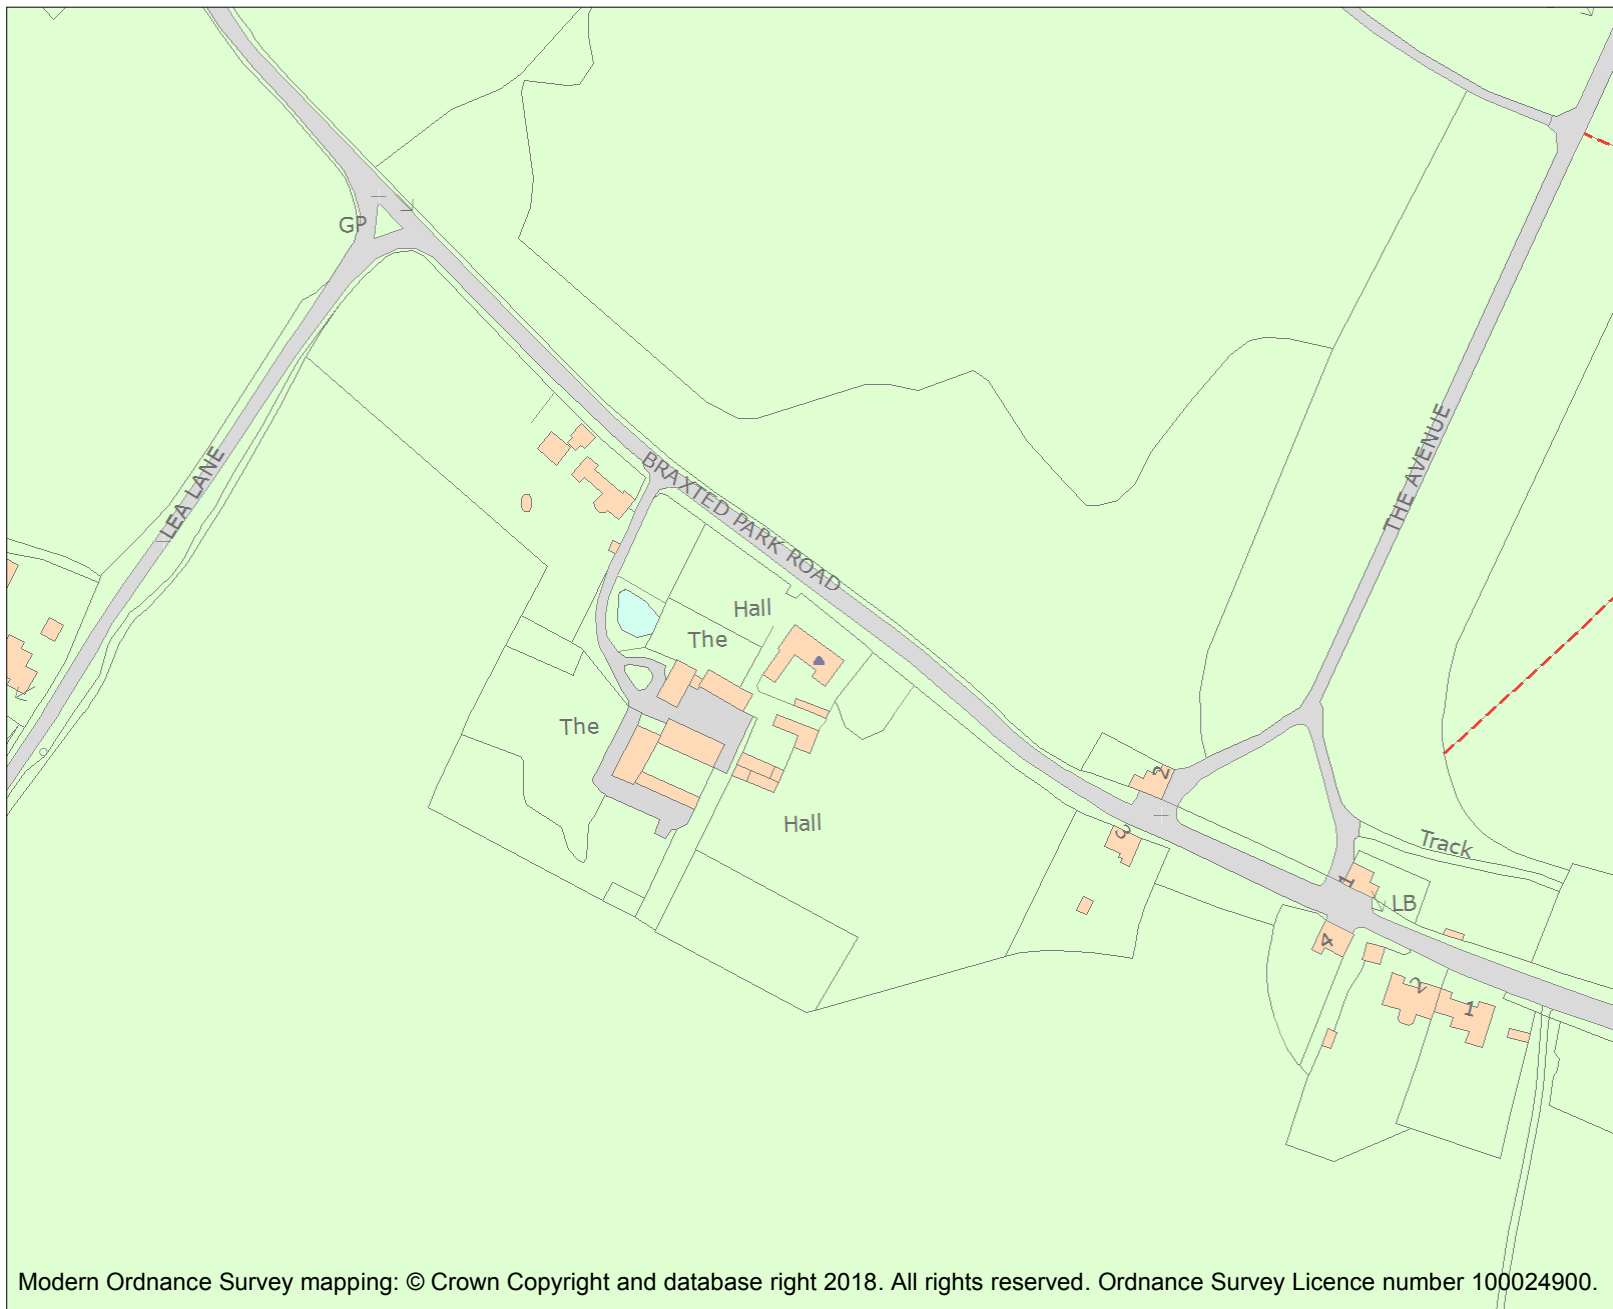 GP
LEA LANE
BRAXTED PARK ROAD
THE AVENUE
Hall
The
The
Hall
2
3
Track
1
LB
4
2
1
Modern Ordnance Survey mapping: © Crown Copyright and database right 2018. All rights reserved. Ordnance Survey Licence number 100024900.